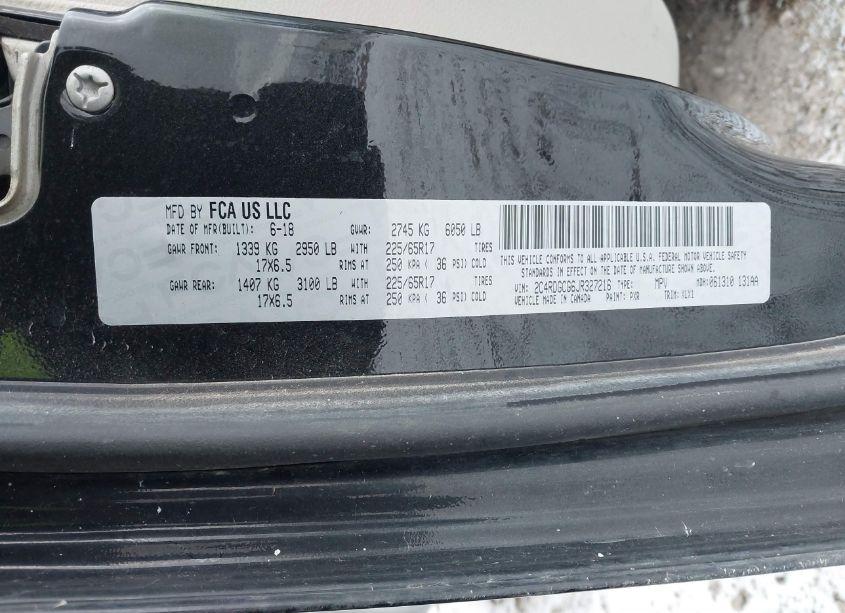 MFD BY FCA US LLC
DATE OF MFR(BUILT): 6-18 GVWR: 2745 KG 6050 LB
GAWR FRONT: 1339 KG 2950 LB WITH 225/65R17 TIRES
17X6.5 RIMS AT 250 KPA ( 36 PSI) COLD
GAWR REAR: 1407 KG 3100 LB WITH 225/65R17 TIRES
17X6.5 RIMS AT 250 KPA ( 36 PSI) COLD
THIS VEHICLE CONFORMS TO ALL APPLICABLE U.S.A. FEDERAL MOTOR VEHICLE SAFETY
STANDARDS IN EFFECT ON THE DATE OF MANUFACTURE SHOWN ABOVE.
VIN: 2C4RDGCG6JR327216 TYPE: MPV MDH: 061310 131AA
VEHICLE MADE IN CANADA PAINT: PXR TRIM: XLX1